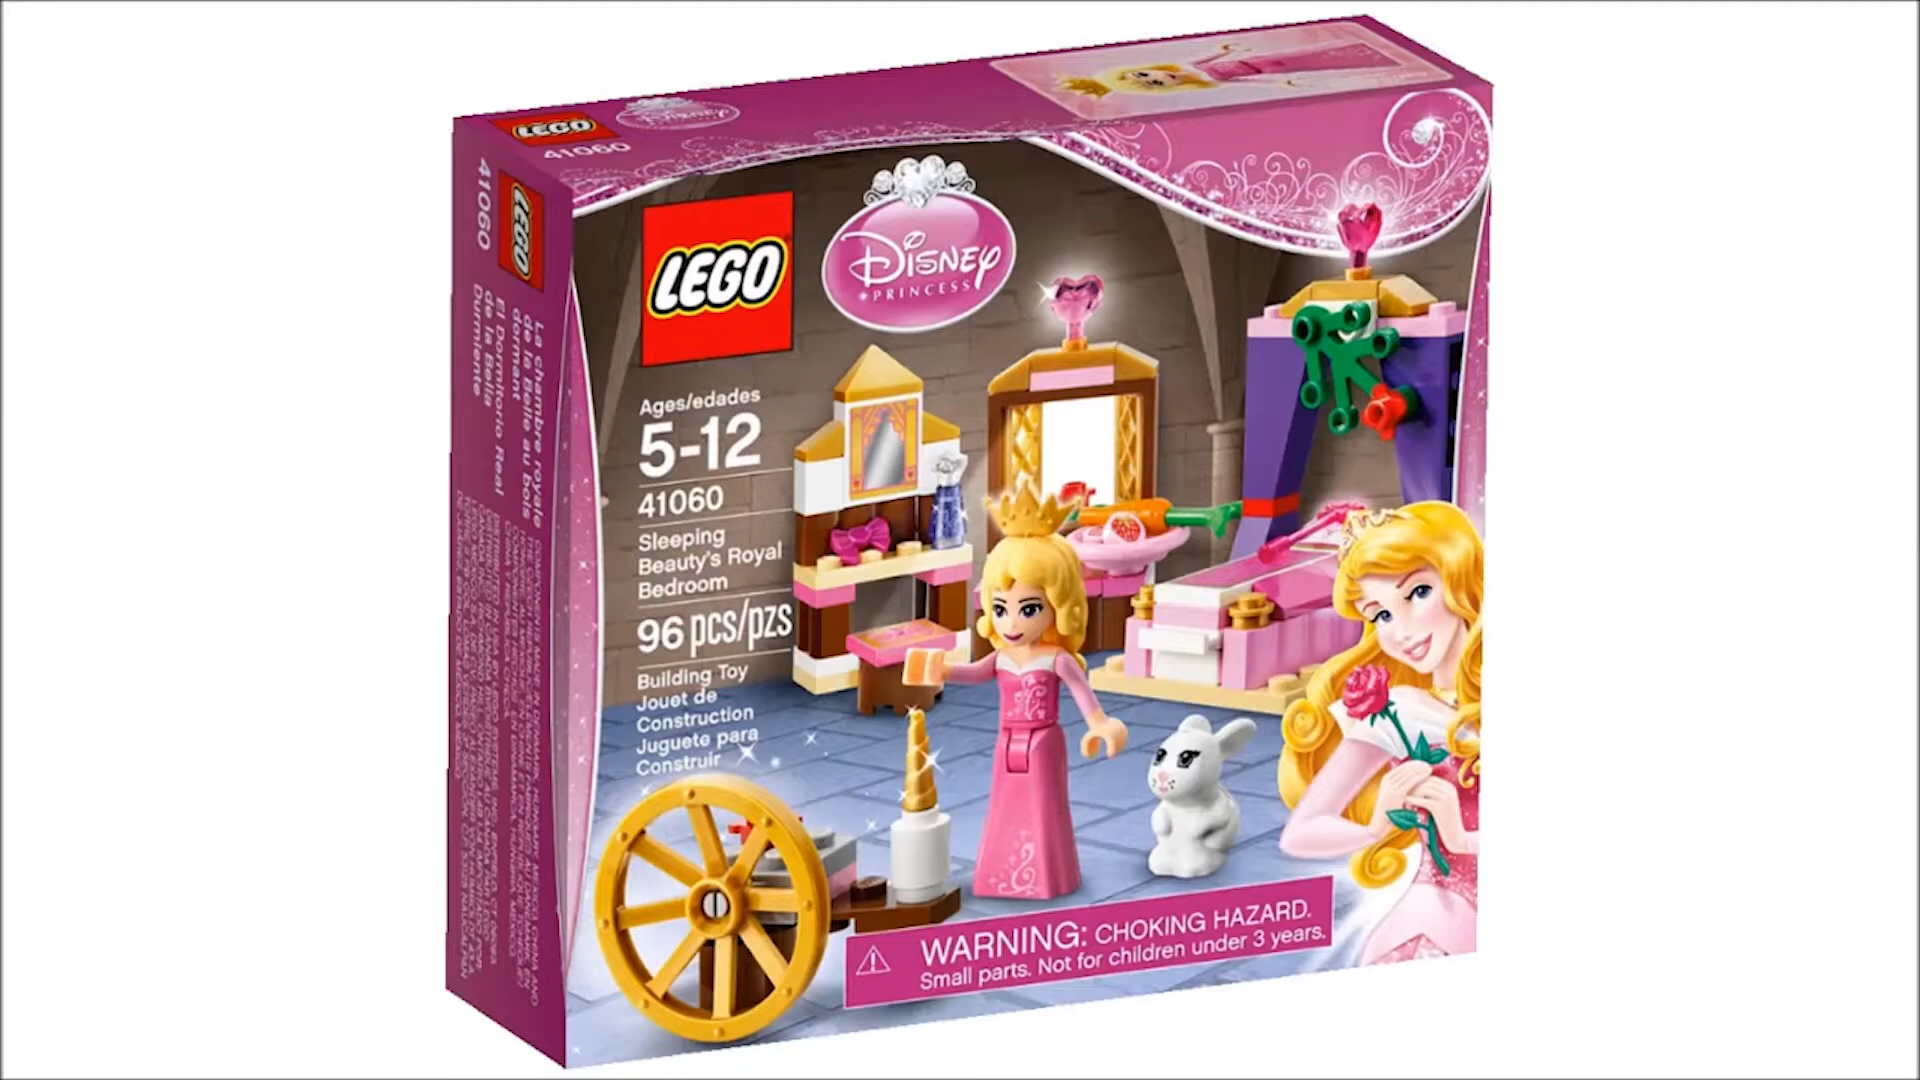 LEGO
41060
Disney
LEGO
Disney
PRINCESS
Ages/edades
5-12
41060
Sleeping
Beauty's Royal
Bedroom
96 pcs/pzs
Building Toy
Jouet de
Construction
Juguete para
Construir
WARNING: CHOKING HAZARD.
Small parts. Not for children under 3 years.
41060
LEGO
La chambre royale
de la Belle au bois
dormant
El Dormitorio Real
de la Bella
Durmiente